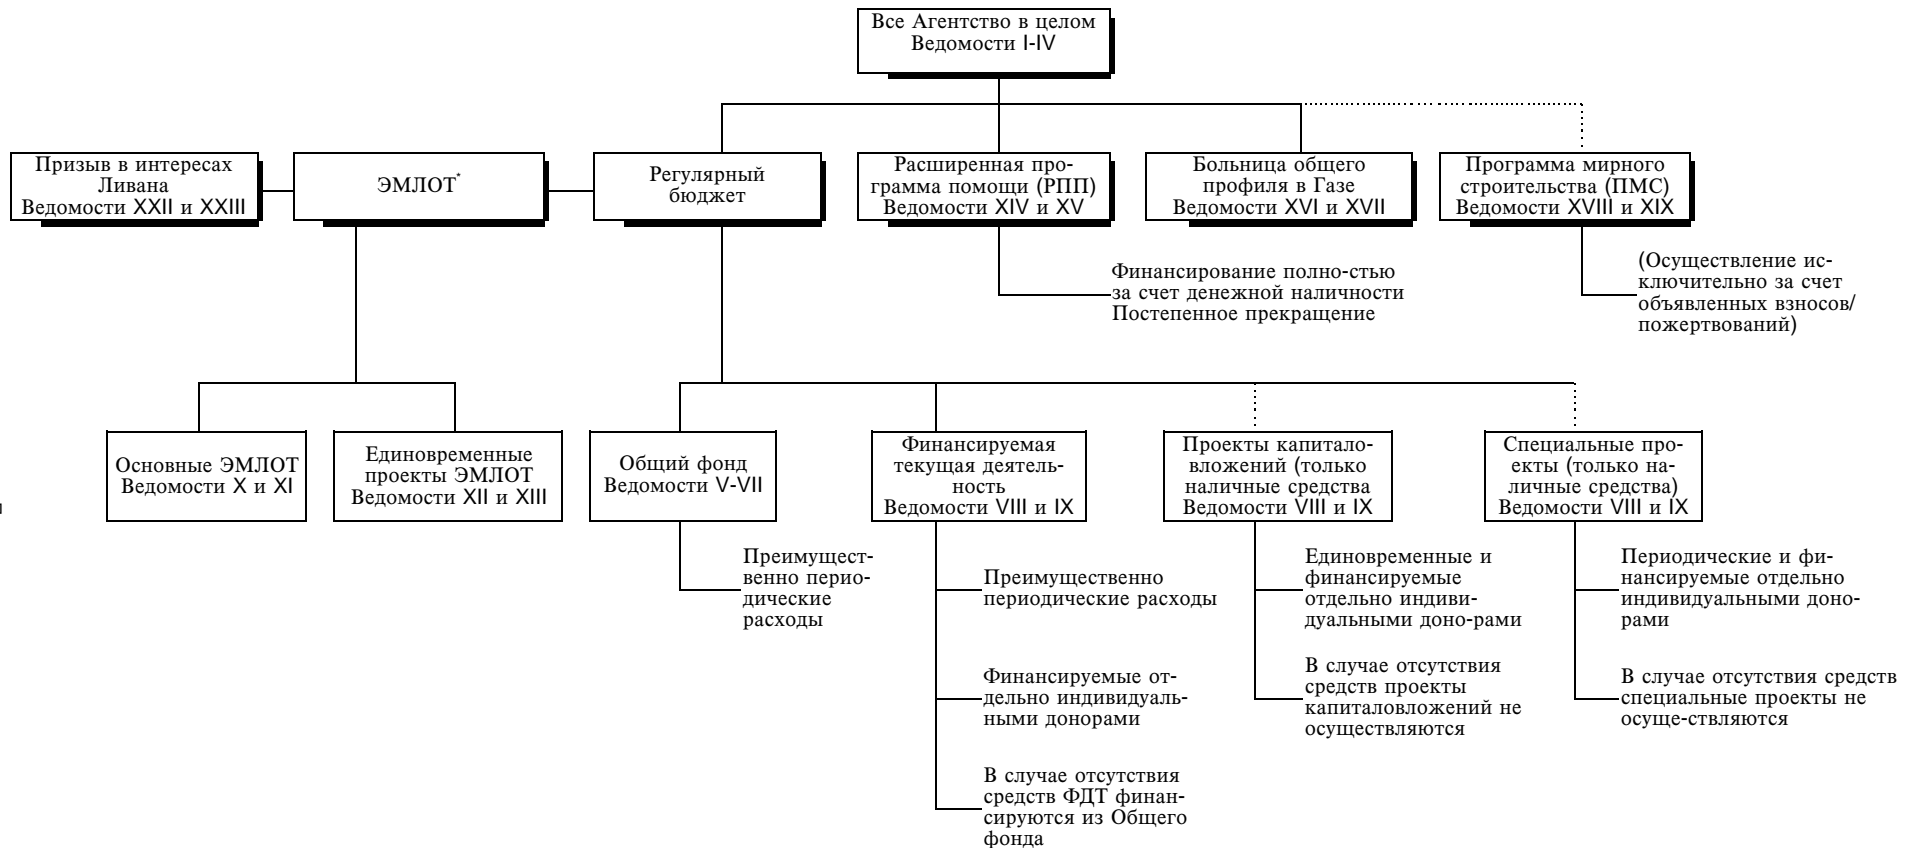 Все Агентство в целом
Ведомости I-IV
Призыв в интересах
Ливана
Ведомости XXII и XXIII
ЭМЛОТ*
Регулярный
бюджет
Расширенная про-
грамма помощи (РПП)
Ведомости XIV и XV
Больница общего
профиля в Газе
Ведомости XVI и XVII
Программа мирного
строительства (ПМС)
Ведомости XVIII и XIX
Финансирование полно-стью
за счет денежной наличности
Постепенное прекращение
(Осуществление ис-
ключительно за счет
объявленных взносов/
пожертвований)
Основные ЭМЛОТ
Ведомости X и XI
Единовременные
проекты ЭМЛОТ
Ведомости XII и XIII
Общий фонд
Ведомости V-VII
Финансируемая
текущая деятель-
ность
Ведомости VIII и IX
Проекты капитало-
вложений (только
наличные средства
Ведомости VIII и IX
Специальные про-
екты (только на-
личные средства)
Ведомости VIII и IX
Преимущест-
венно перио-
дические
расходы
Преимущественно
периодические расходы
Финансируемые от-
дельно индивидуаль-
ными донорами
В случае отсутствия
средств ФДТ финан-
сируются из Общего
фонда
Единовременные и
финансируемые
отдельно индиви-
дуальными доно-рами
В случае отсутствия
средств проекты
капиталовложений не
осуществляются
Периодические и фи-
нансируемые отдельно
индивидуальными доно-
рами
В случае отсутствия средств
специальные проекты не
осуще-ствляются